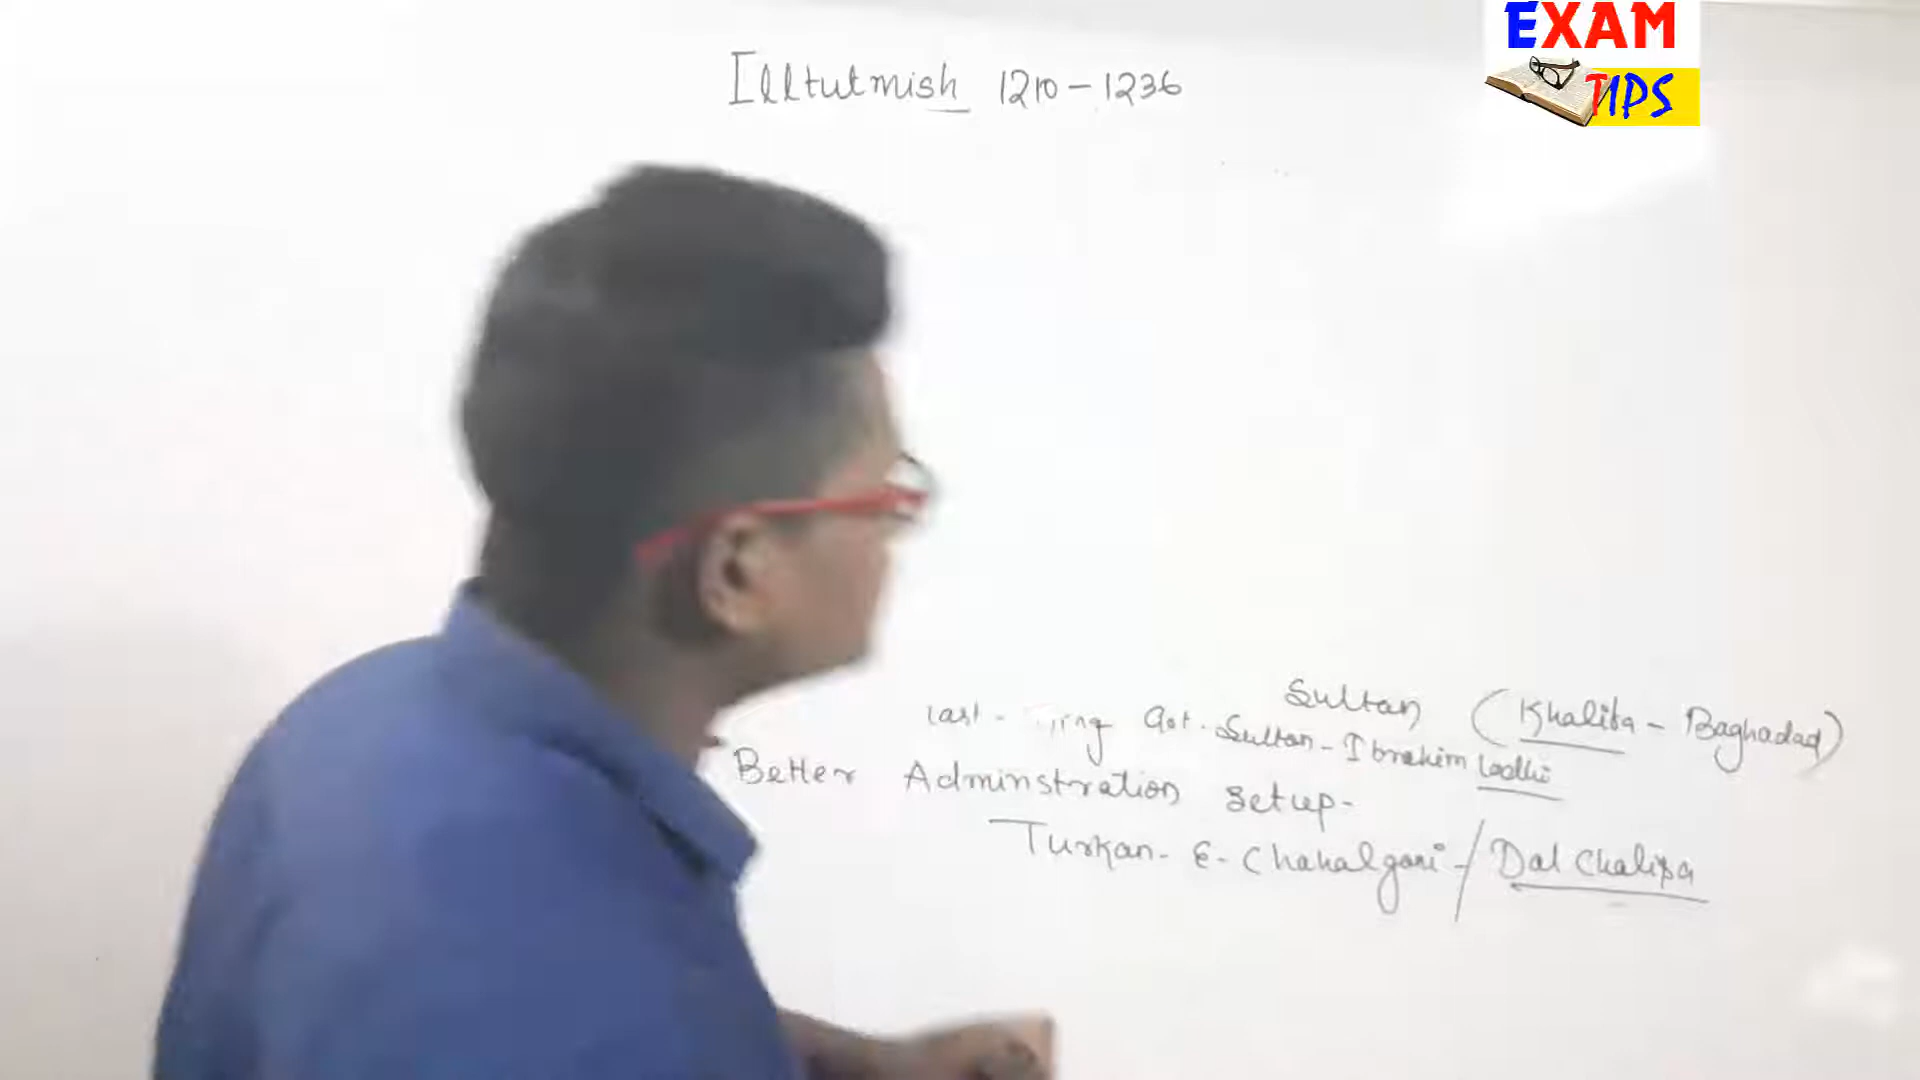 EXAM
TIPS
Illtutmish 1210-1236
Sultan (Khalifa - Baghadad)
last - Got. Sultan - Ibrahim Lodhi
Better Adminstration setup-
Turkan-E-Chahalgani-/Dal Chalisa